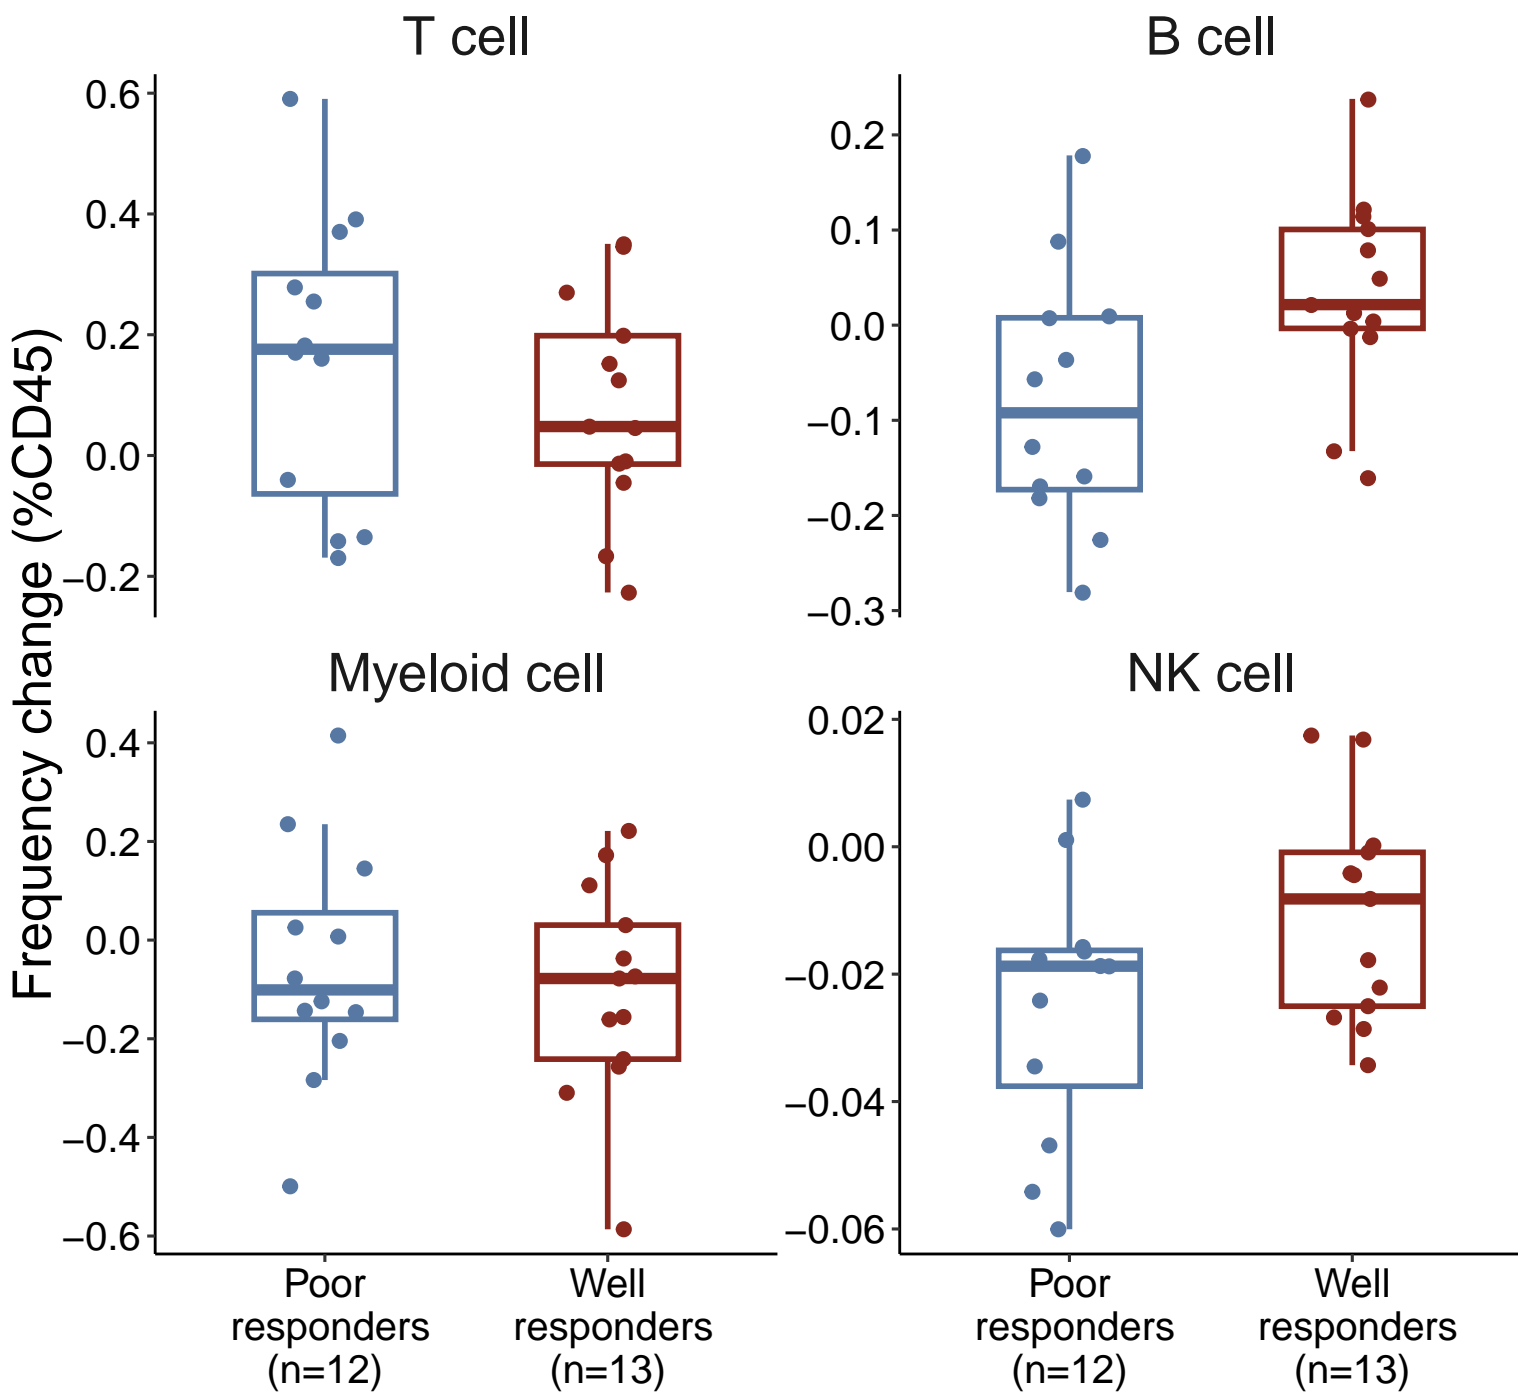 Frequency change (%CD45)
T cell
0.6
0.4
0.2
0.0
−0.2
B cell
0.2
0.1
0.0
−0.1
−0.2
−0.3
Myeloid cell
0.4
0.2
0.0
−0.2
−0.4
−0.6
Poor
responders
(n=12)
Well
responders
(n=13)
NK cell
0.02
0.00
−0.02
−0.04
−0.06
Poor
responders
(n=12)
Well
responders
(n=13)